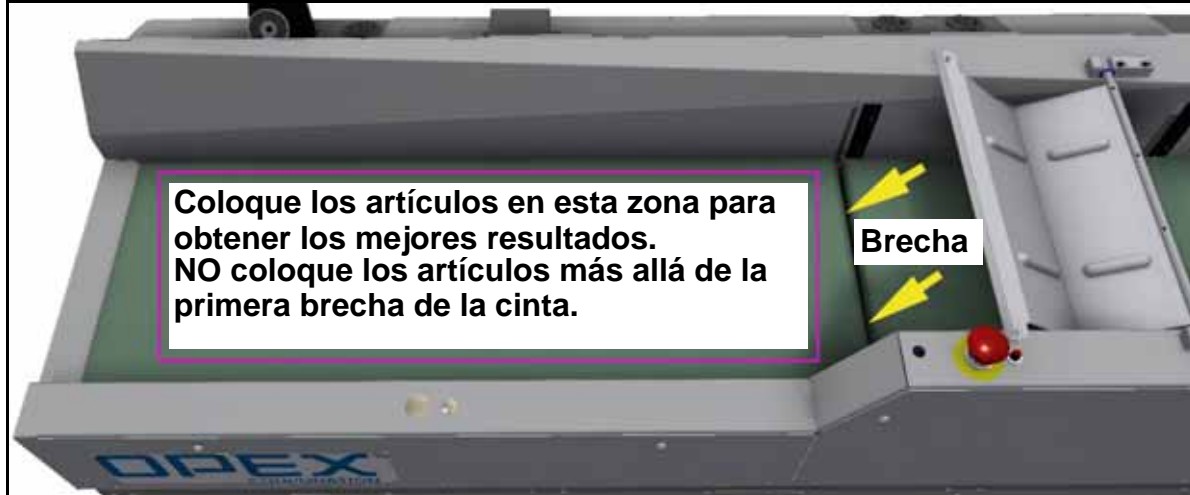 Coloque los artículos en esta zona para
obtener los mejores resultados.
NO coloque los artículos más allá de la
primera brecha de la cinta.
Brecha
OPEX
CORPORATION